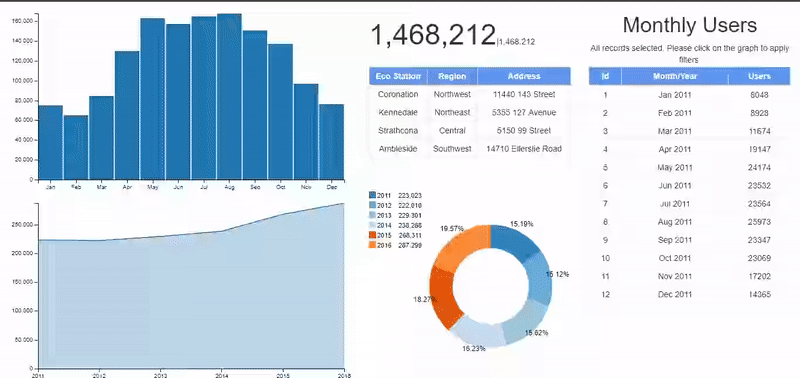 160,000
140,000
120,000
100,000
80,000
60,000
40,000
20,000
0
Jan Feb Mar Apr May Jun Jul Aug Sep Oct Nov Dec
250,000
200,000
150,000
100,000
50,000
0
2011 2012 2013 2014 2015 2016
1,468,212|1,468,212
Eco Station Region Address
Coronation Northwest 11440 143 Street
Kennedale Northeast 5355 127 Avenue
Strathcona Central 5150 99 Street
Ambleside Southwest 14710 Ellerslie Road
2011 223,023
2012 222,010
2013 229,301
2014 238,286
2015 268,311
2016 287,299
15.19%
15.12%
15.62%
16.23%
18.27%
19.57%
Monthly Users
All records selected. Please click on the graph to apply
filters
Id Month/Year Users
1 Jan 2011 8048
2 Feb 2011 8928
3 Mar 2011 11674
4 Apr 2011 19147
5 May 2011 24174
6 Jun 2011 23532
7 Jul 2011 23564
8 Aug 2011 25973
9 Sep 2011 23347
10 Oct 2011 23069
11 Nov 2011 17202
12 Dec 2011 14365